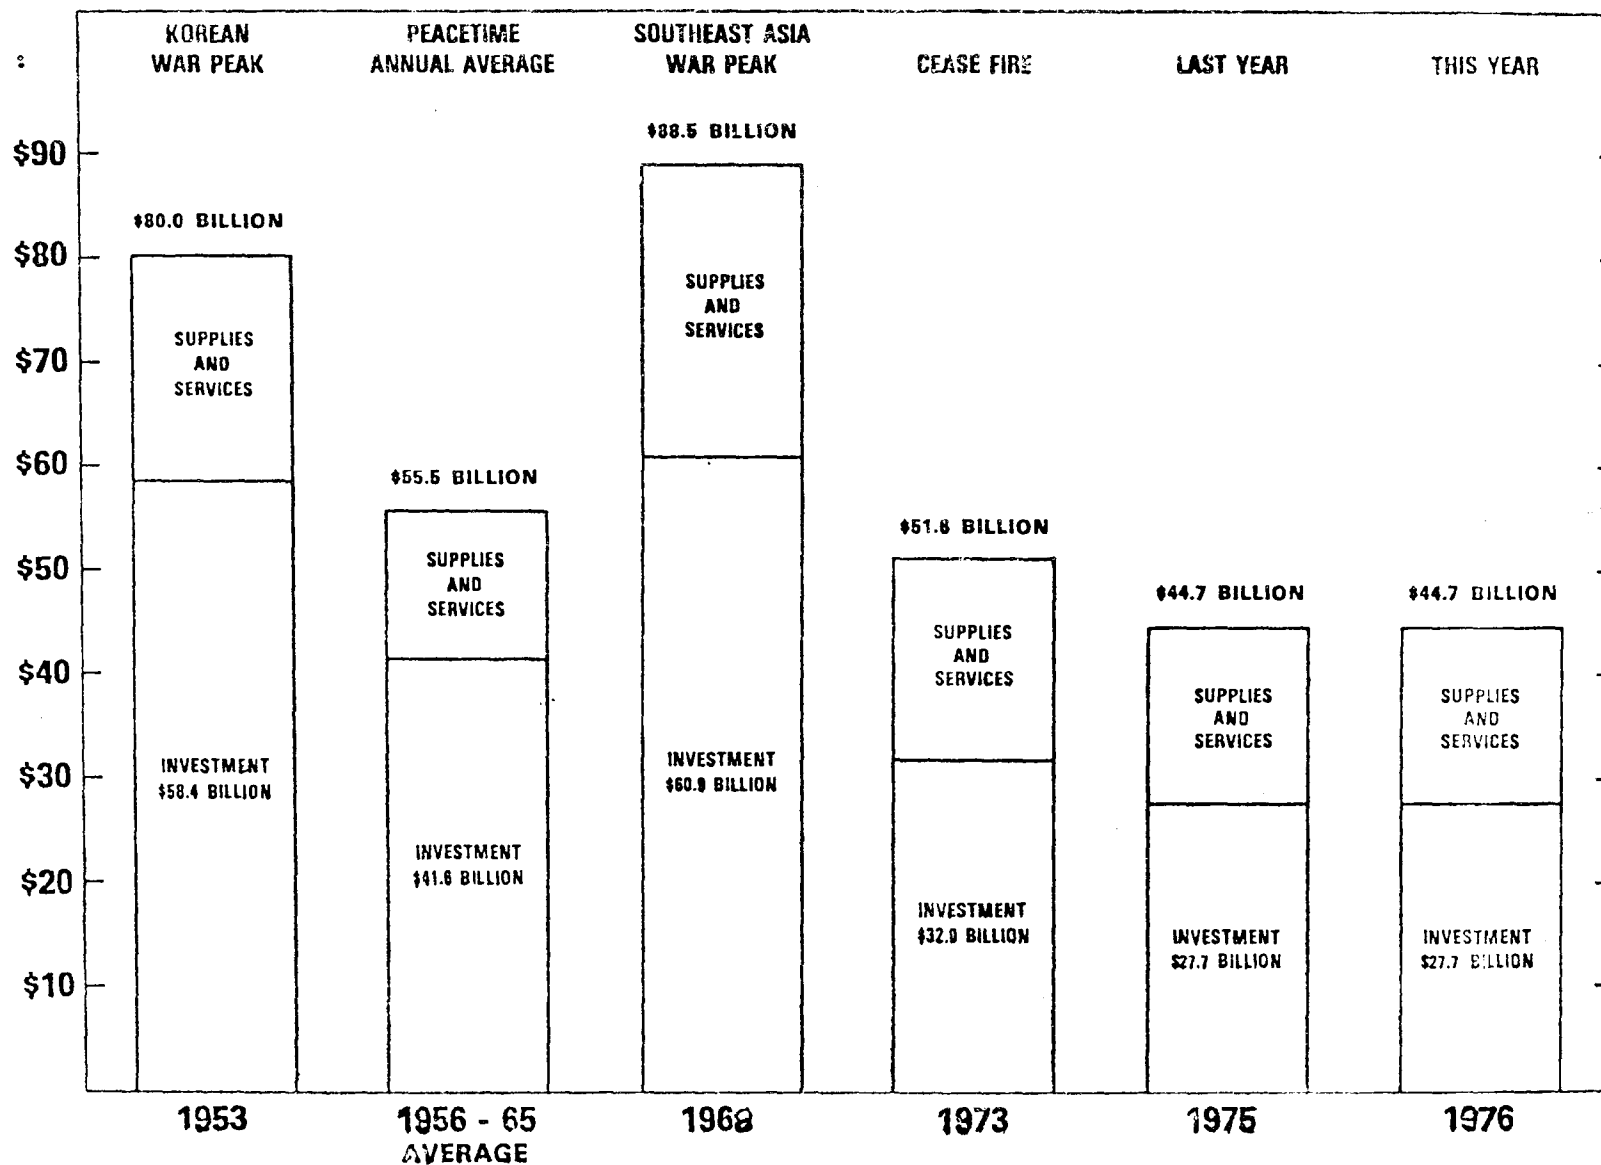 KOREAN
WAR PEAK
PEACETIME
ANNUAL AVERAGE
SOUTHEAST ASIA
WAR PEAK
CEASE FIRE
LAST YEAR
THIS YEAR
$90
$80
$70
$60
$50
$40
$30
$20
$10
$80.0 BILLION
SUPPLIES
AND
SERVICES
INVESTMENT
$58.4 BILLION
$55.5 BILLION
SUPPLIES
AND
SERVICES
INVESTMENT
$41.6 BILLION
$88.5 BILLION
SUPPLIES
AND
SERVICES
INVESTMENT
$60.9 BILLION
$51.6 BILLION
SUPPLIES
AND
SERVICES
INVESTMENT
BILLION
$44.7 BILLION
SUPPLIES
AND
SERVICES
INVESTMENT
$27.7 BILLION
$44.7 BILLION
SUPPLIES
AND
SERVICES
INVESTMENT
$27.7 BILLION
1953
1956 - 65
AVERAGE
1968
1973
1975
1976